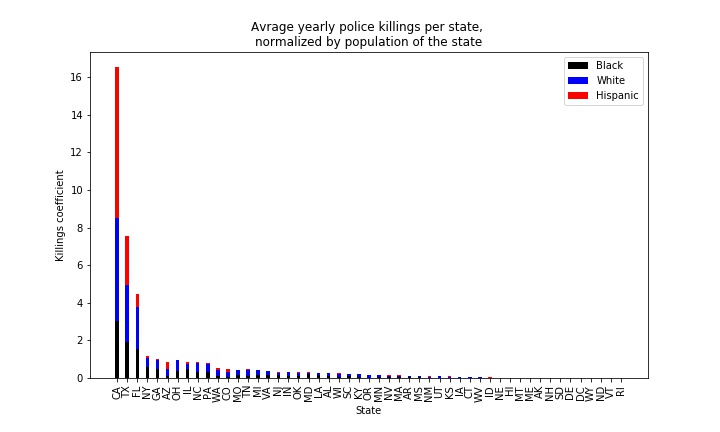 Avrage yearly police killings per state,
normalized by population of the state
Black
White
Hispanic
Killings coefficient
16
14
12
10
8
6
4
2
0
CA TX FL NY GA AZ OH IL NC PA WA CO MO TN MI VA NJ IN OK MD LA AL WI SC KY OR MN NV MA AR MS NM UT KS IA CT WV ID NE HI MT ME AK NH SD DE DC WY ND VT RI
State